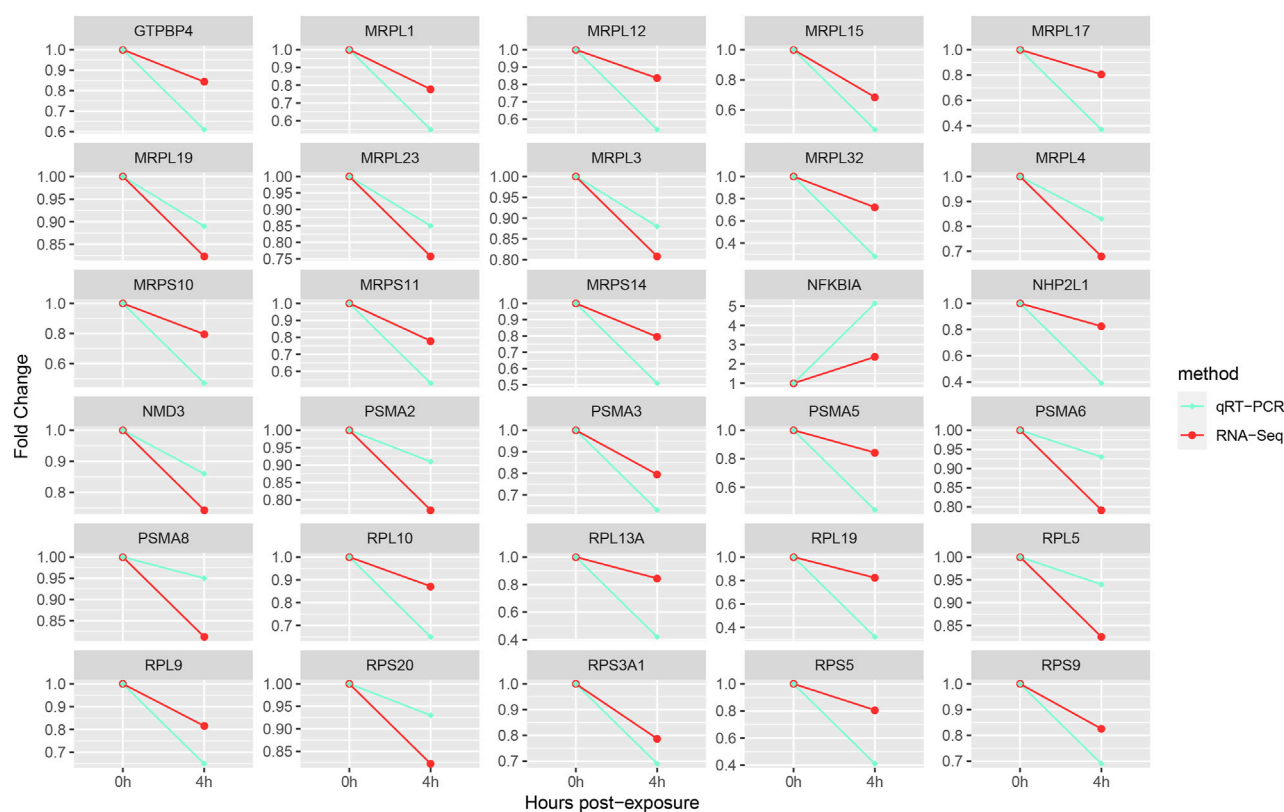 GTPBP4 MRPL1 MRPL12 MRPL15 MRPL17
1.0 0.9 0.8 0.7 0.6
1.0 0.9 0.8 0.7 0.6
1.0 0.9 0.8 0.7 0.6
1.0 0.8 0.6
1.0 0.8 0.6 0.4
MRPL19 MRPL23 MRPL3 MRPL32 MRPL4
1.00 0.95 0.90 0.85
1.00 0.95 0.90 0.85 0.80 0.75
1.00 0.95 0.90 0.85 0.80
1.0 0.8 0.6 0.4
1.0 0.9 0.8 0.7
MRPS10 MRPS11 MRPS14 NFKBIA NHP2L1
1.0 0.8 0.6
1.0 0.9 0.8 0.7 0.6
1.0 0.9 0.8 0.7 0.6 0.5
5 4 3 2 1
1.0 0.8 0.6 0.4
NMD3 PSMA2 PSMA3 PSMA5 PSMA6
1.0 0.9 0.8
1.00 0.95 0.90 0.85 0.80
1.0 0.9 0.8 0.7
1.0 0.8 0.6
1.00 0.95 0.90 0.85 0.80
PSMA8 RPL10 RPL13A RPL19 RPL5
1.00 0.95 0.90 0.85
1.0 0.9 0.8 0.7
1.0 0.8 0.6 0.4
1.0 0.8 0.6 0.4
1.00 0.95 0.90 0.85
RPL9 RPS20 RPS3A1 RPS5 RPS9
1.0 0.9 0.8 0.7
1.00 0.95 0.90 0.85
1.0 0.9 0.8 0.7
1.0 0.8 0.6 0.4
1.0 0.9 0.8 0.7
0h 4h 0h 4h 0h 4h 0h 4h 0h 4h
Hours post−exposure
Fold Change
method
qRT−PCR
RNA−Seq